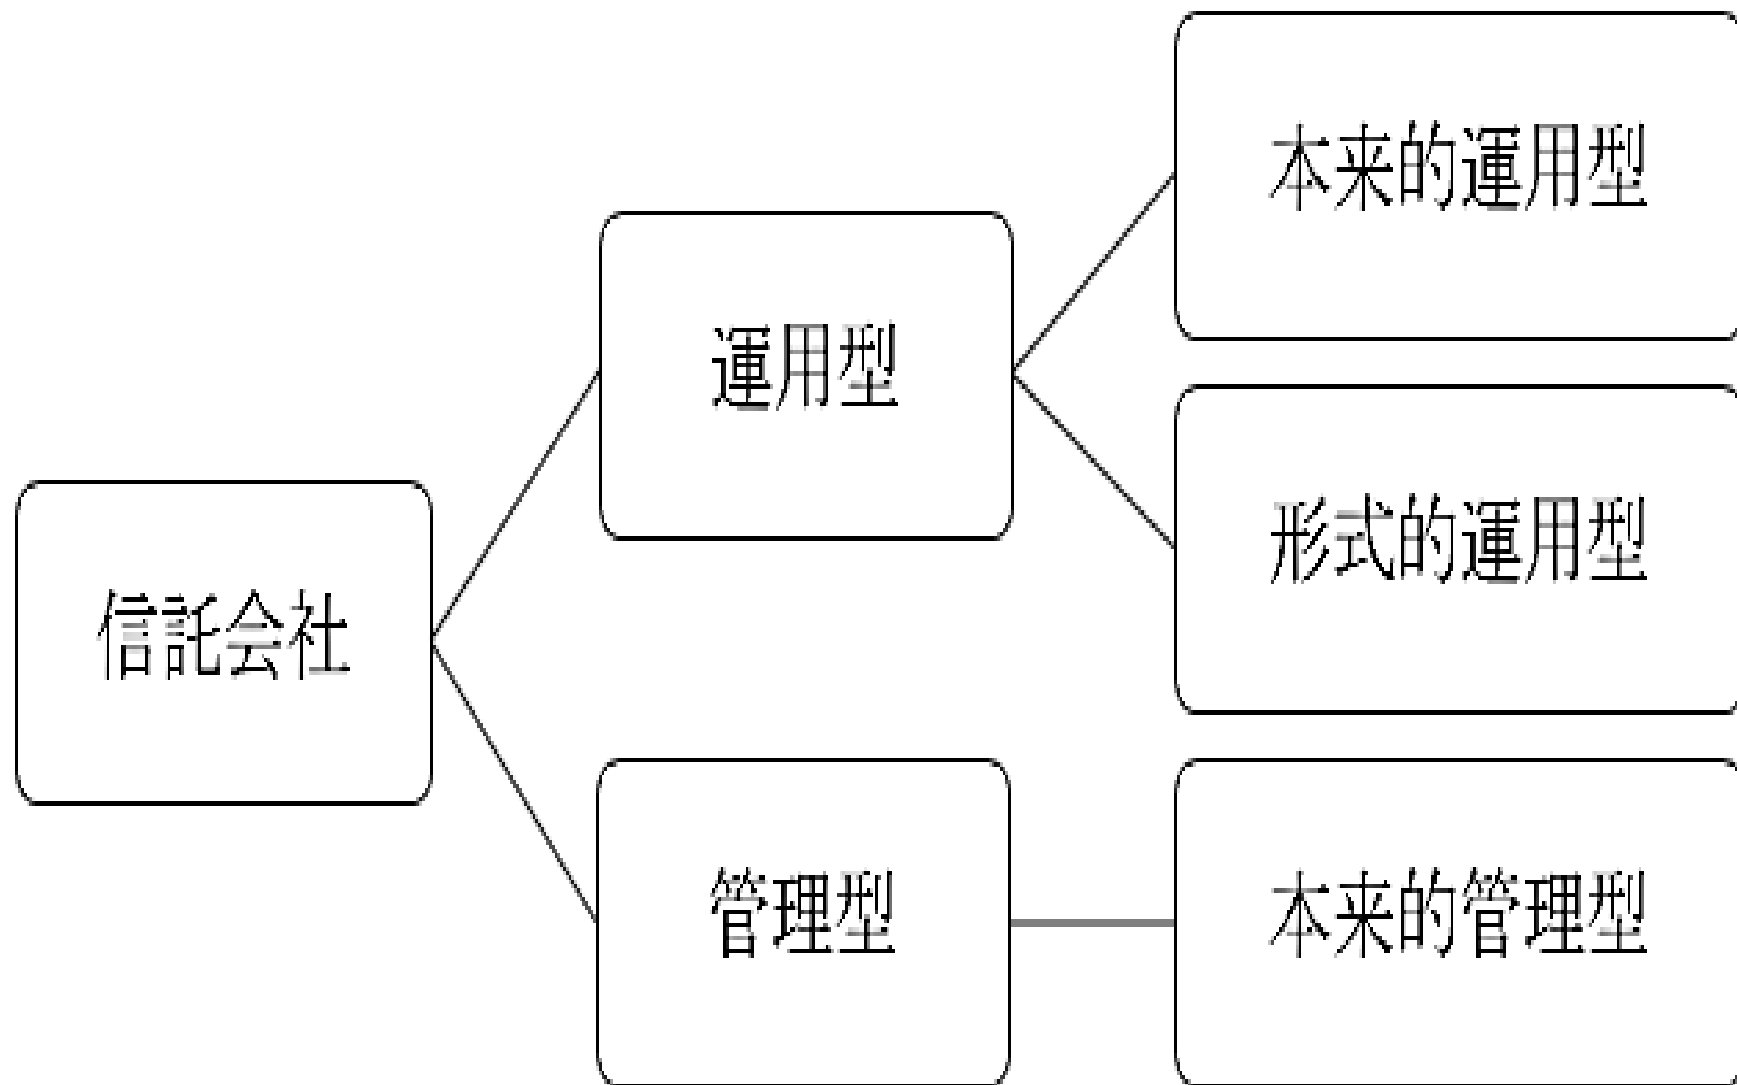 信託会社
運用型
管理型
本来的運用型
形式的運用型
本来的管理型